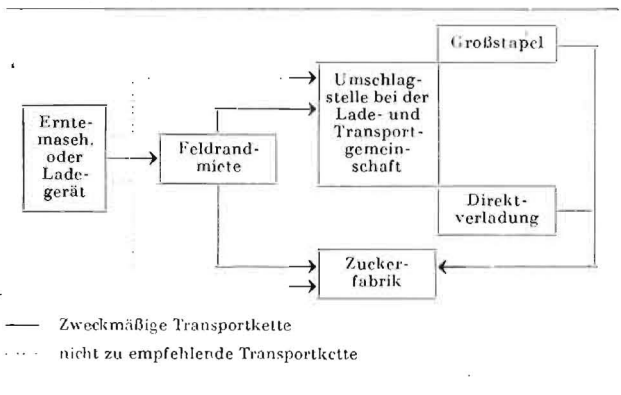 Großstapel
Umschlag-
stelle bei der
Lade- und
Transport-
gemein-
schaft
Ernte-
masch.
oder
Lade-
gerät
Feldrand-
miete
Direkt-
verladung
Zucker-
fabrik
Zweckmäßige Transportkette
nicht zu empfehlende Transportkette